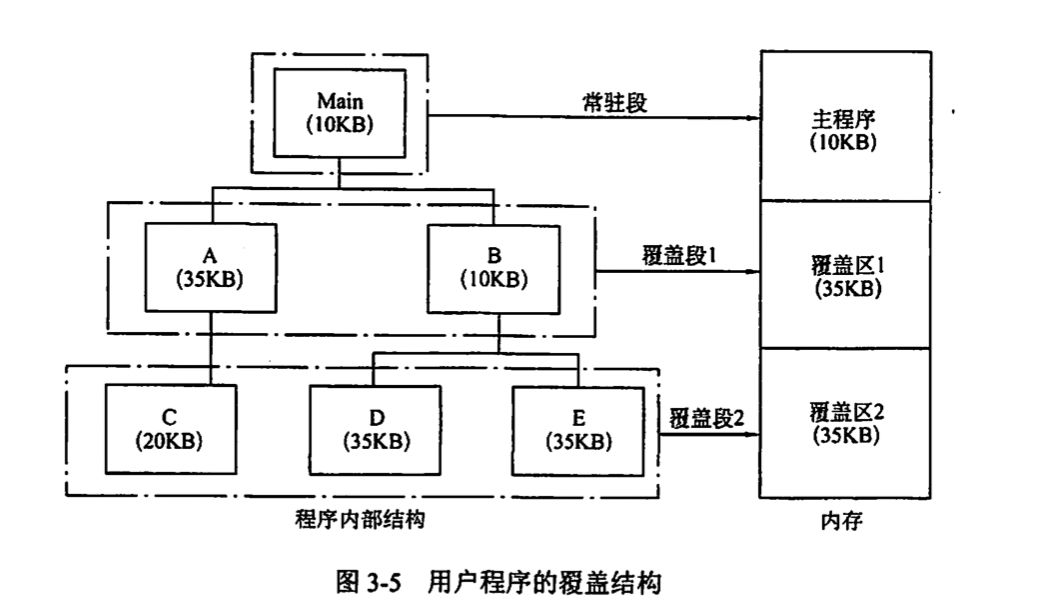 Main
(10KB)
常驻段
主程序
(10KB)
A
(35KB)
B
(10KB)
覆盖段1
覆盖区1
(35KB)
C
(20KB)
D
(35KB)
E
(35KB)
覆盖段2
覆盖区2
(35KB)
程序内部结构
内存
图 3-5 用户程序的覆盖结构